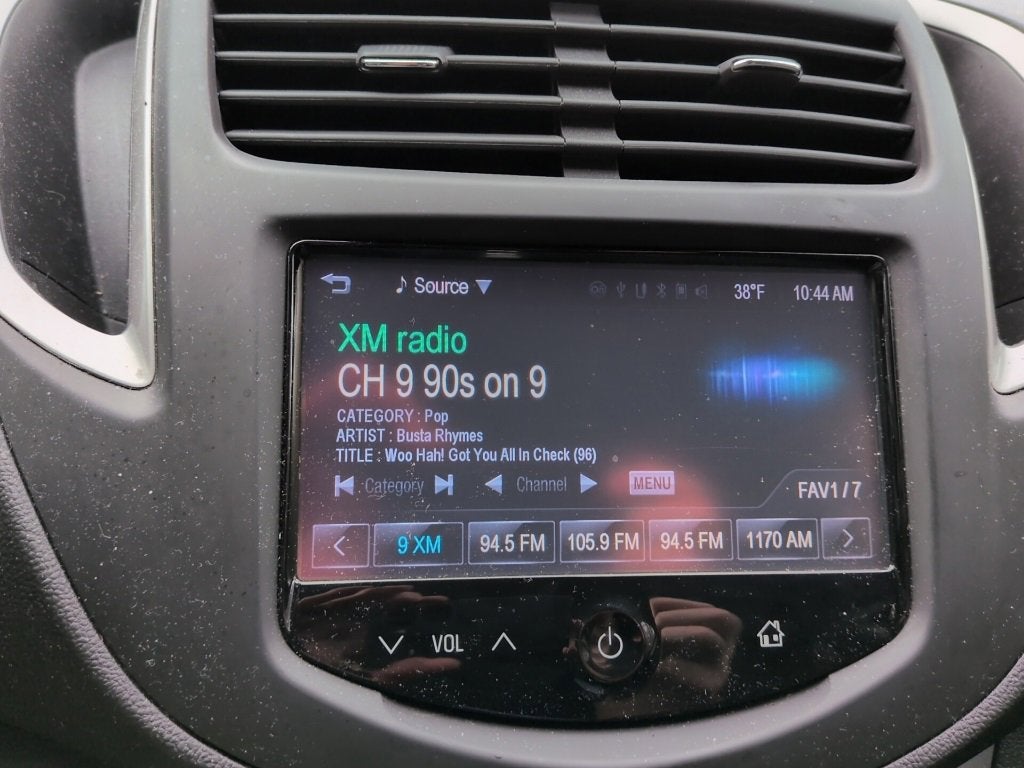 Source 38°F 10:44 AM
XM radio
CH 9 90s on 9
CATEGORY : Pop
ARTIST : Busta Rhymes
TITLE : Woo Hah! Got You All In Check (96)
Category Channel MENU FAV1 / 7
9 XM 94.5 FM 105.9 FM 94.5 FM 1170 AM
VOL